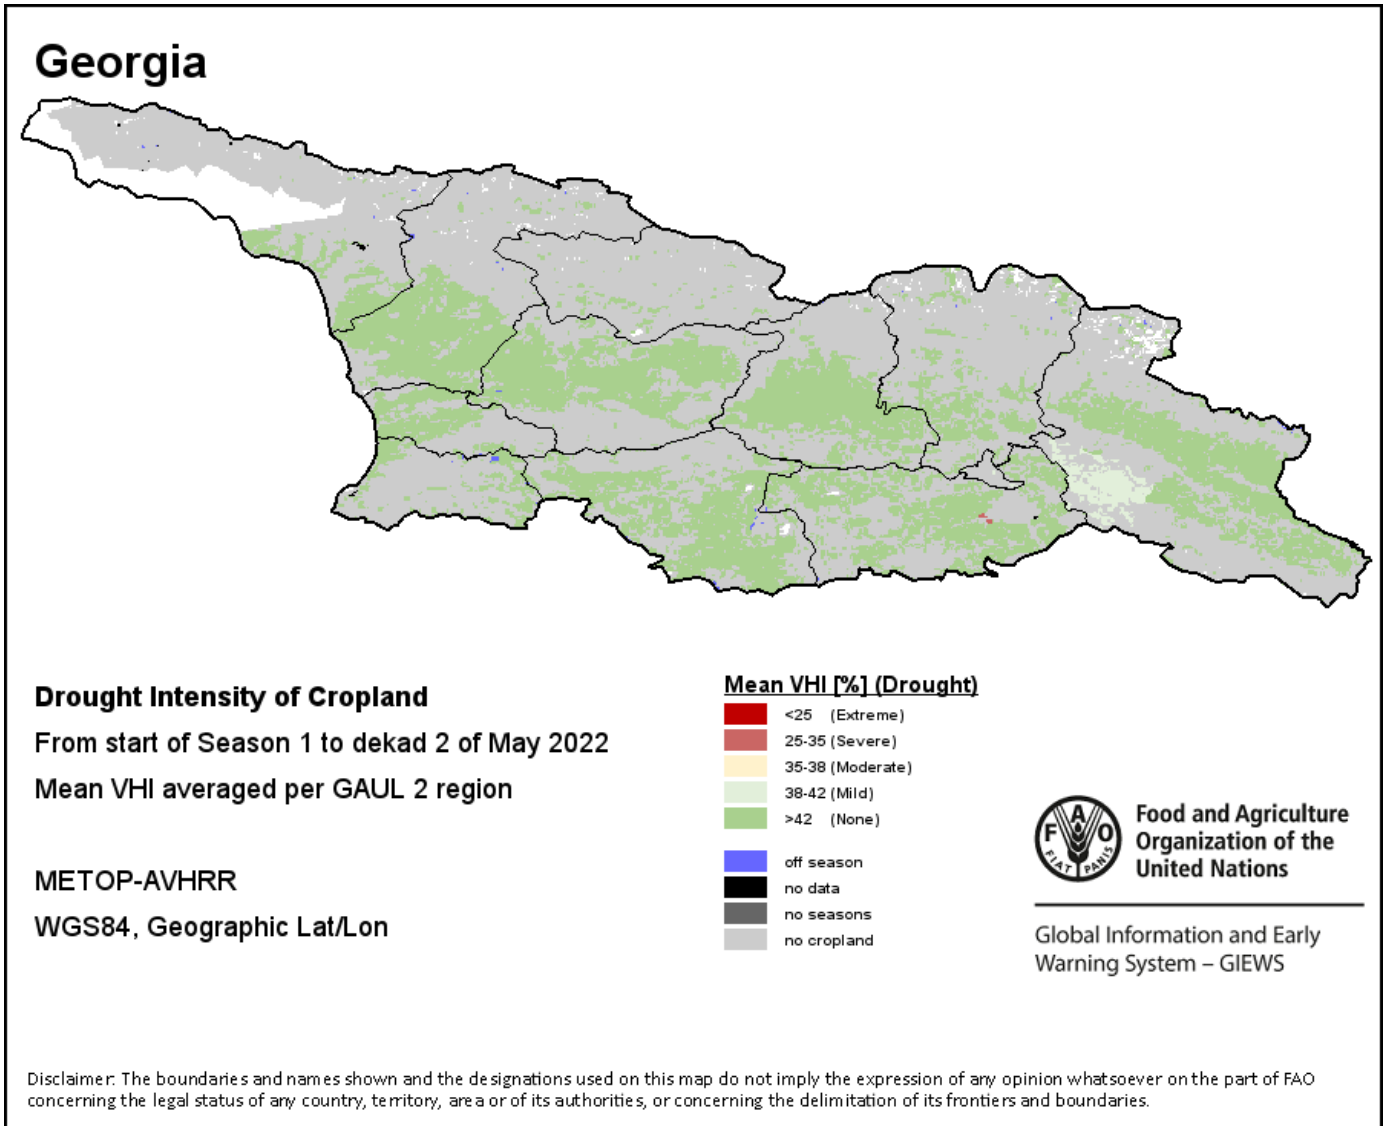 Georgia
Drought Intensity of Cropland
From start of Season 1 to dekad 2 of May 2022
Mean VHI averaged per GAUL 2 region
METOP-AVHRR
WGS84, Geographic Lat/Lon
Mean VHI [%] (Drought)
<25 (Extreme)
25-35 (Severe)
35-38 (Moderate)
38-42 (Mild)
>42 (None)
off season
no data
no seasons
no cropland
F A O
FIAT PANIS
Food and Agriculture
Organization of the
United Nations
Global Information and Early
Warning System – GIEWS
Disclaimer: The boundaries and names shown and the designations used on this map do not imply the expression of any opinion whatsoever on the part of FAO
concerning the legal status of any country, territory, area or of its authorities, or concerning the delimitation of its frontiers and boundaries.